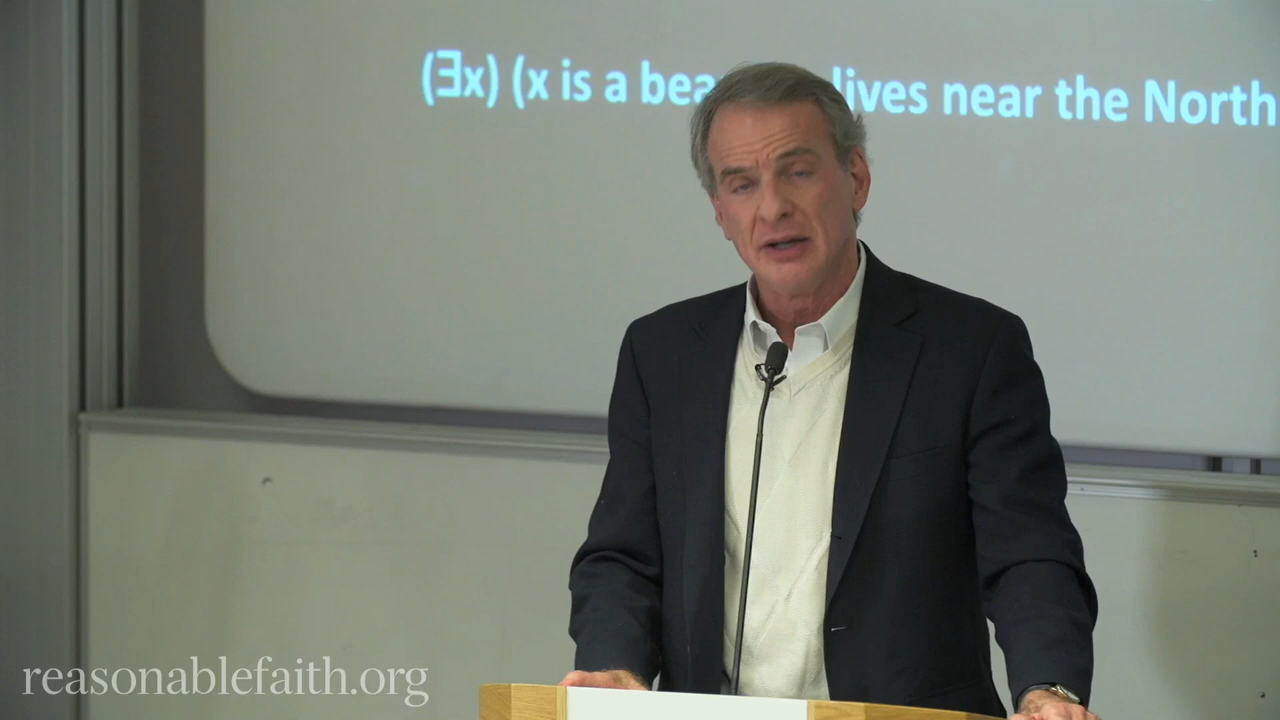 (∃x) (x is a lives near the North
reasonablefaith.org